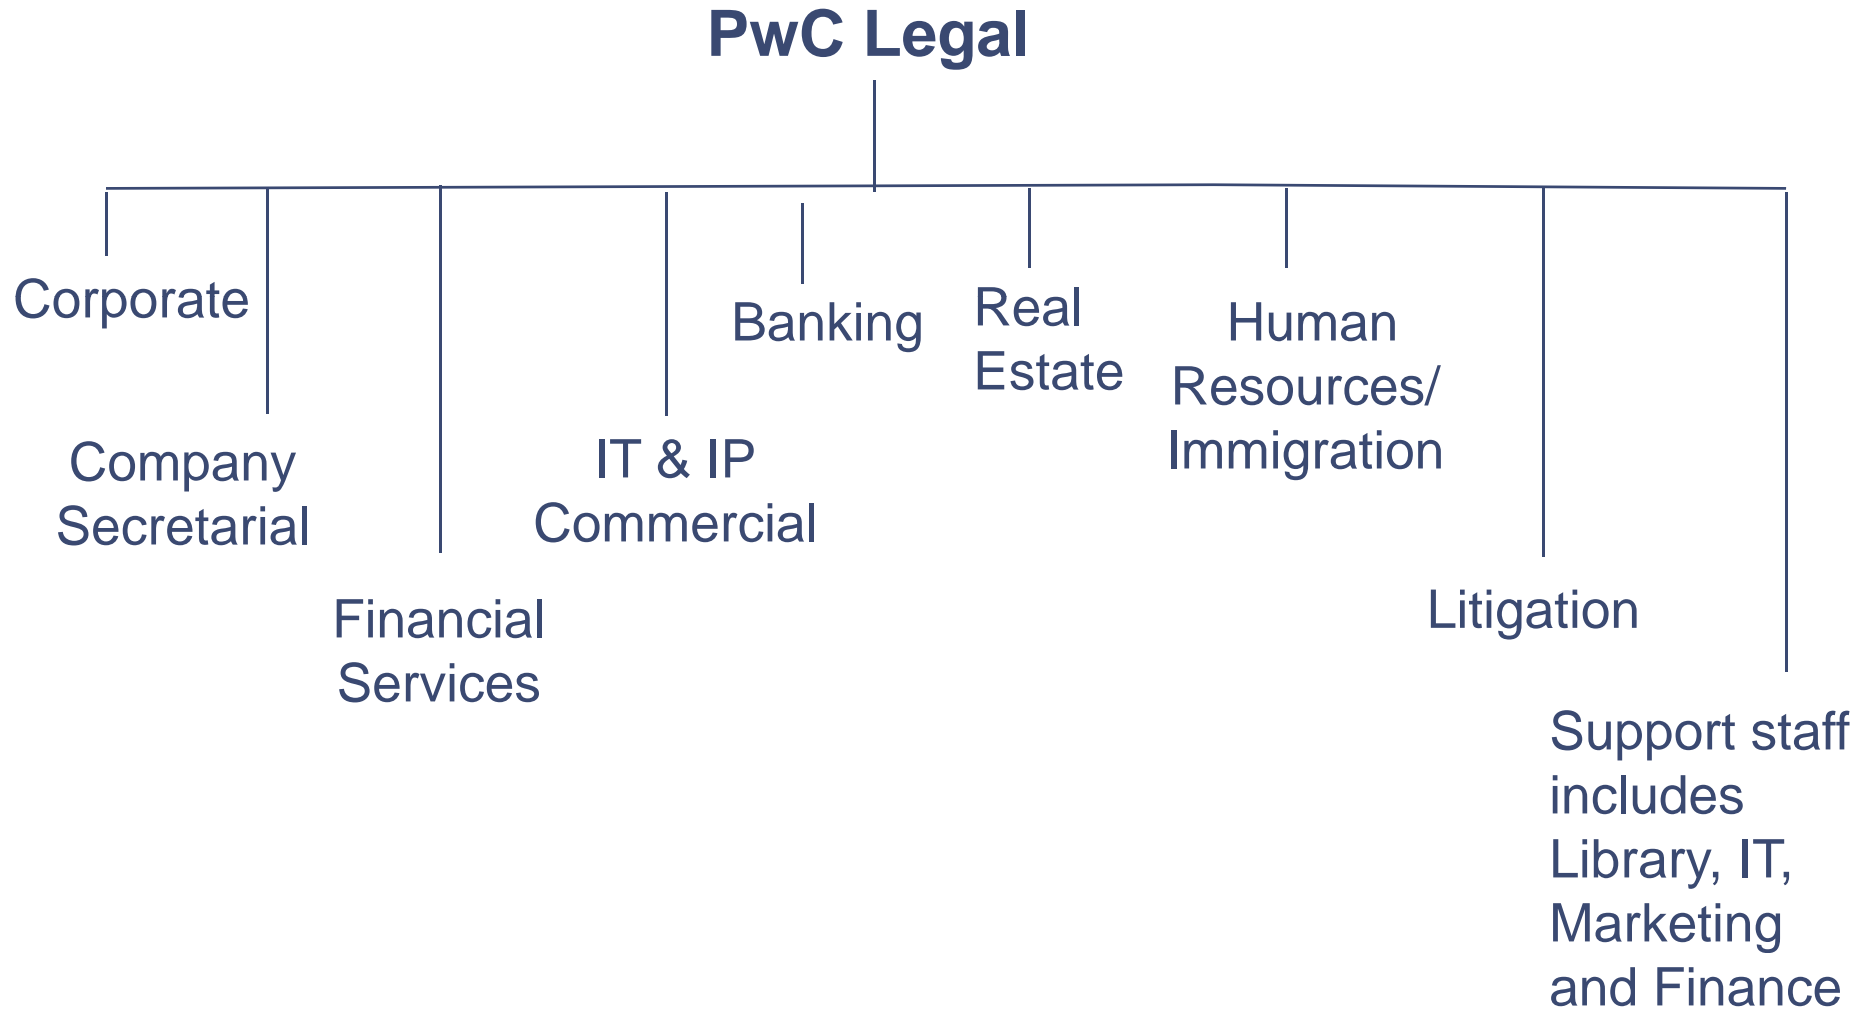 PwC Legal
Corporate
Company
Secretarial
Financial
Services
IT & IP
Commercial
Banking
Real
Estate
Human
Resources/
Immigration
Litigation
Support staff
includes
Library, IT,
Marketing
and Finance